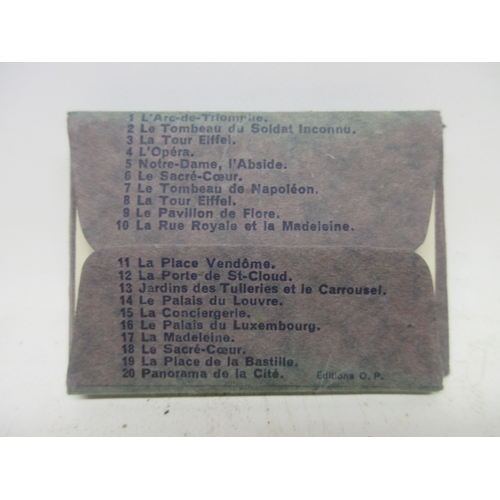 1 L'Arc-de-Triomphe.
2 Le Tombeau du Soldat Inconnu.
3 La Tour Eiffel.
4 L'Opéra.
5 Notre-Dame, l'Abside.
6 Le Sacré-Cœur.
7 Le Tombeau de Napoléon.
8 La Tour Eiffel.
9 Le Pavillon de Flore.
10 La Rue Royale et la Madeleine.
11 La Place Vendôme.
12 La Porte de St-Cloud.
13 Jardins des Tuileries et le Carrousel.
14 Le Palais du Louvre.
15 La Conciergerie.
16 Le Palais du Luxembourg.
17 La Madeleine.
18 Le Sacré-Cœur.
19 La Place de la Bastille.
20 Panorama de la Cité. Editions O. P.